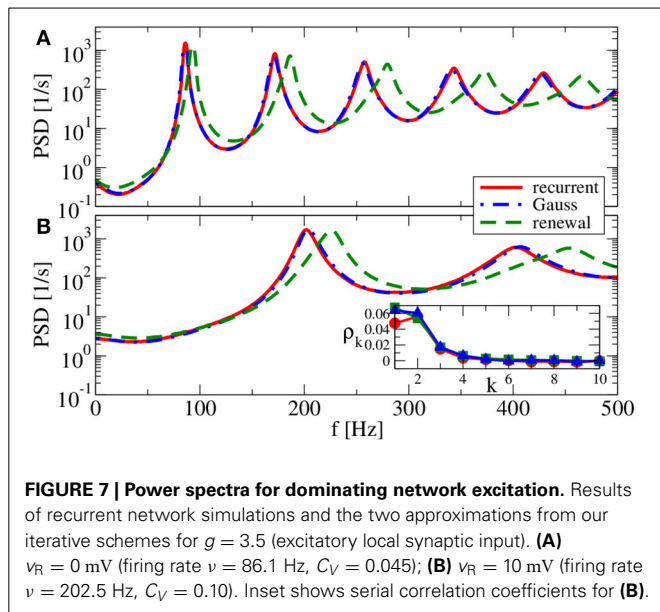 A
10^3
10^2
10^1
10^0
10^-1
PSD [1/s]
recurrent
Gauss
renewal
B
10^4
10^3
10^2
10^1
10^0
10^-1
PSD [1/s]
0.06
0.04
0.02
0
ρ_k
2 4 6 8 10
k
0 100 200 300 400 500
f [Hz]
FIGURE 7 | Power spectra for dominating network excitation. Results
of recurrent network simulations and the two approximations from our
iterative schemes for g = 3.5 (excitatory local synaptic input). (A)
v_R = 0 mV (firing rate ν = 86.1 Hz, C_V = 0.045); (B) v_R = 10 mV (firing rate
ν = 202.5 Hz, C_V = 0.10). Inset shows serial correlation coefficients for (B).